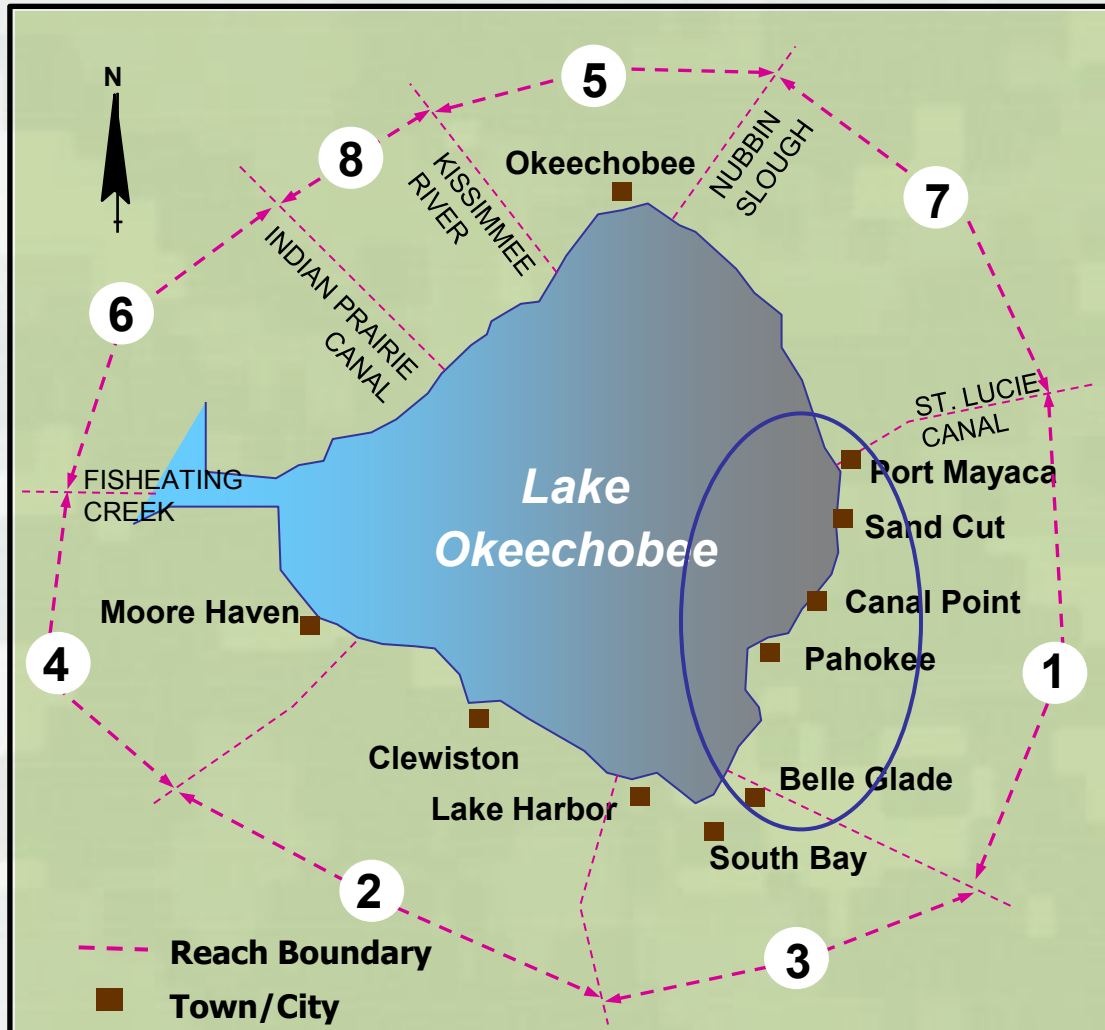 N
5
8
Okeechobee
KISSIMMEE
RIVER
NUBBIN
SLOUGH
7
INDIAN PRAIRIE
CANAL
6
ST. LUCIE
CANAL
FISHEATING
CREEK
Lake
Okeechobee
Port Mayaca
Sand Cut
Canal Point
Moore Haven
Pahokee
4
1
Clewiston
Belle Glade
Lake Harbor
South Bay
2
3
Reach Boundary
Town/City